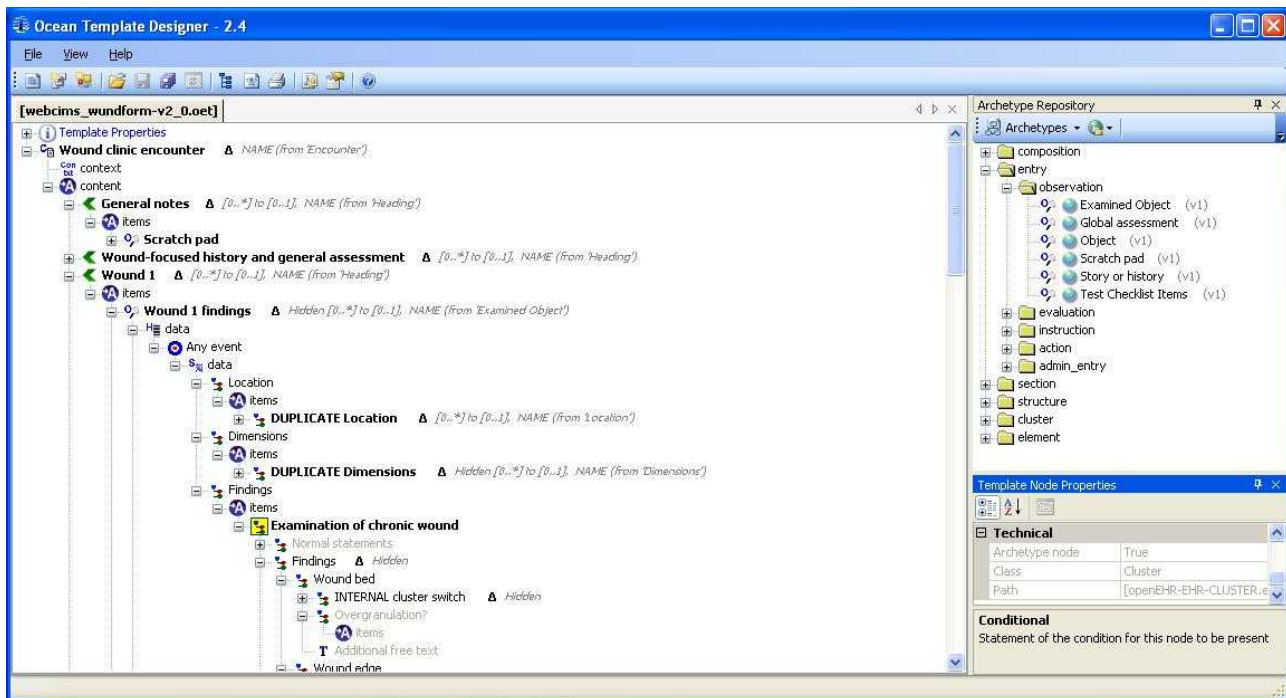 Ocean Template Designer - 2.4
File View Help
[webcims_wundform-v2_0.oet]
Template Properties
Wound clinic encounter Δ NAME (from 'Encounter')
context
content
General notes Δ [0..*] to [0..1], NAME (from 'Heading')
items
Scratch pad
Wound-focused history and general assessment Δ [0..*] to [0..1], NAME (from 'Heading')
Wound 1 Δ [0..*] to [0..1], NAME (from 'Heading')
items
Wound 1 findings Δ Hidden [0..*] to [0..1], NAME (from 'Examined Object')
data
Any event
data
Location
items
DUPLICATE Location Δ [0..*] to [0..1], NAME (from 'Location')
Dimensions
items
DUPLICATE Dimensions Δ Hidden [0..*] to [0..1], NAME (from 'Dimensions')
Findings
items
Examination of chronic wound
Normal statements
Findings Δ Hidden
Wound bed
INTERNAL cluster switch Δ Hidden
Overgranulation?
items
T Additional free text
Wound edge
Archetype Repository
Archetypes
composition
entry
observation
Examined Object (v1)
Global assessment (v1)
Object (v1)
Scratch pad (v1)
Story or history (v1)
Test Checklist Items (v1)
evaluation
instruction
action
admin_entry
section
structure
cluster
element
Template Node Properties
Technical
Archetype node True
Class Cluster
Path [openEHR-EHR-CLUSTER.e
Conditional
Statement of the condition for this node to be present